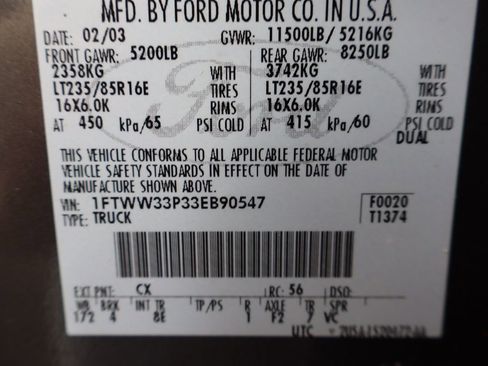 MFD. BY FORD MOTOR CO. IN U.S.A.
DATE: 02/03 GVWR: 11500LB/ 5216KG
FRONT GAWR: 5200LB REAR GAWR: 8250LB
2358KG WITH 3742KG WITH
LT235/85R16E TIRES LT235/85R16E TIRES
16X6.0K RIMS 16X6.0K RIMS
AT 450 kPa/65 PSI COLD AT 415 kPa/60 PSI COLD
DUAL
Ford
THIS VEHICLE CONFORMS TO ALL APPLICABLE FEDERAL MOTOR
VEHICLE SAFETY STANDARDS IN EFFECT ON THE DATE OF
MANUFACTURE SHOWN ABOVE.
VIN: 1FTWW33P33EB90547 F0020
TYPE: TRUCK T1374
EXT PNT: CX RC: 56 DSO:
WB BRK INT TR TP/PS R AXLE TR SPR
172 4 8E 1 F2 7 VC
UTC